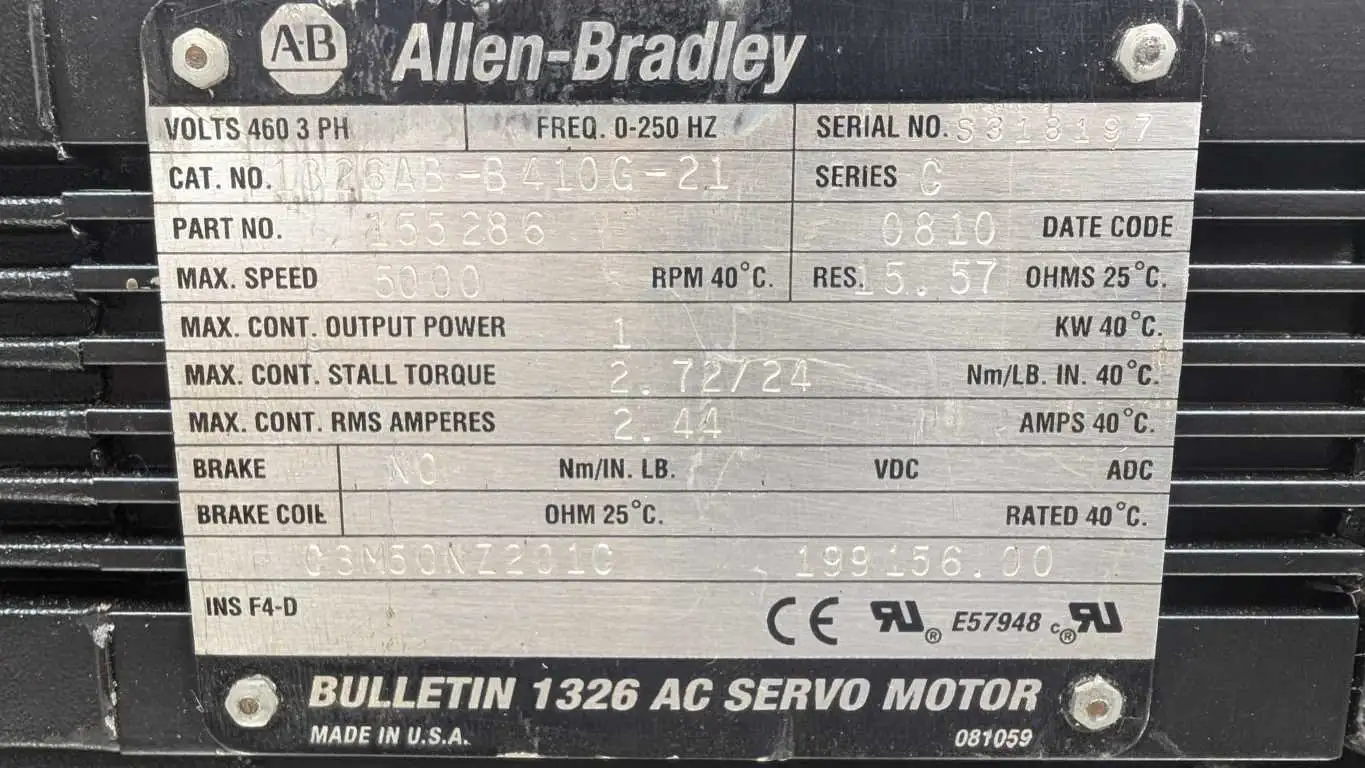 AB Allen-Bradley
VOLTS 460 3 PH FREQ. 0-250 HZ SERIAL NO. S318197
CAT. NO. 1326AB-B410G-21 SERIES C
PART NO. 155286 0810 DATE CODE
MAX. SPEED 5000 RPM 40°C. RES. 15.57 OHMS 25°C.
MAX. CONT. OUTPUT POWER 1 KW 40°C.
MAX. CONT. STALL TORQUE 2.72/24 Nm/LB. IN. 40°C.
MAX. CONT. RMS AMPERES 2.44 AMPS 40°C.
BRAKE NO Nm/IN. LB. VDC ADC
BRAKE COIL OHM 25°C. RATED 40°C.
199156.00
INS F4-D CE RU® E57948 c RU®
BULLETIN 1326 AC SERVO MOTOR
MADE IN U.S.A. 081059